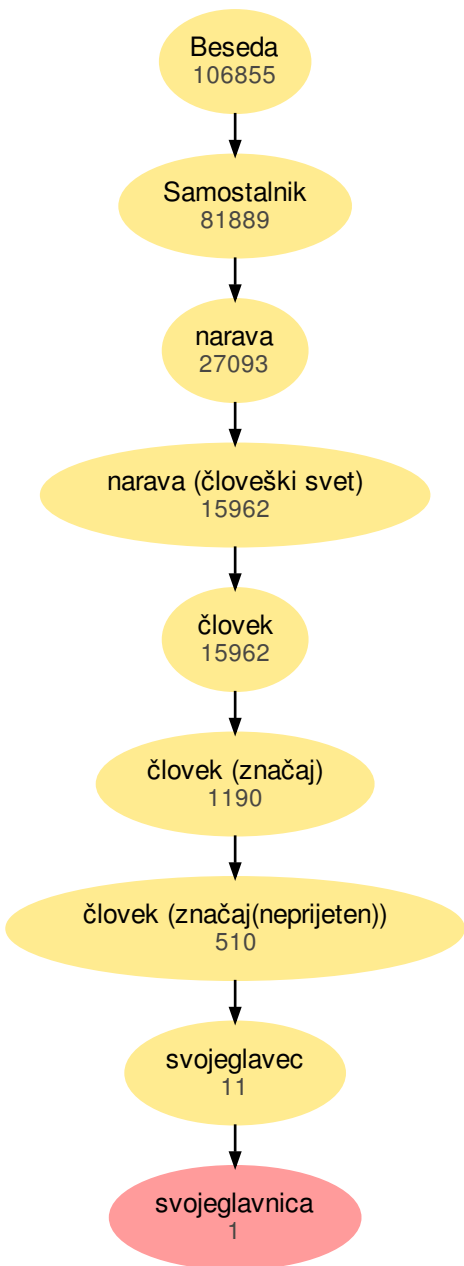 Beseda
106855
Samostalnik
81889
narava
27093
narava (človeški svet)
15962
človek
15962
človek (značaj)
1190
človek (značaj(neprijeten))
510
svojeglavec
11
svojeglavnica
1